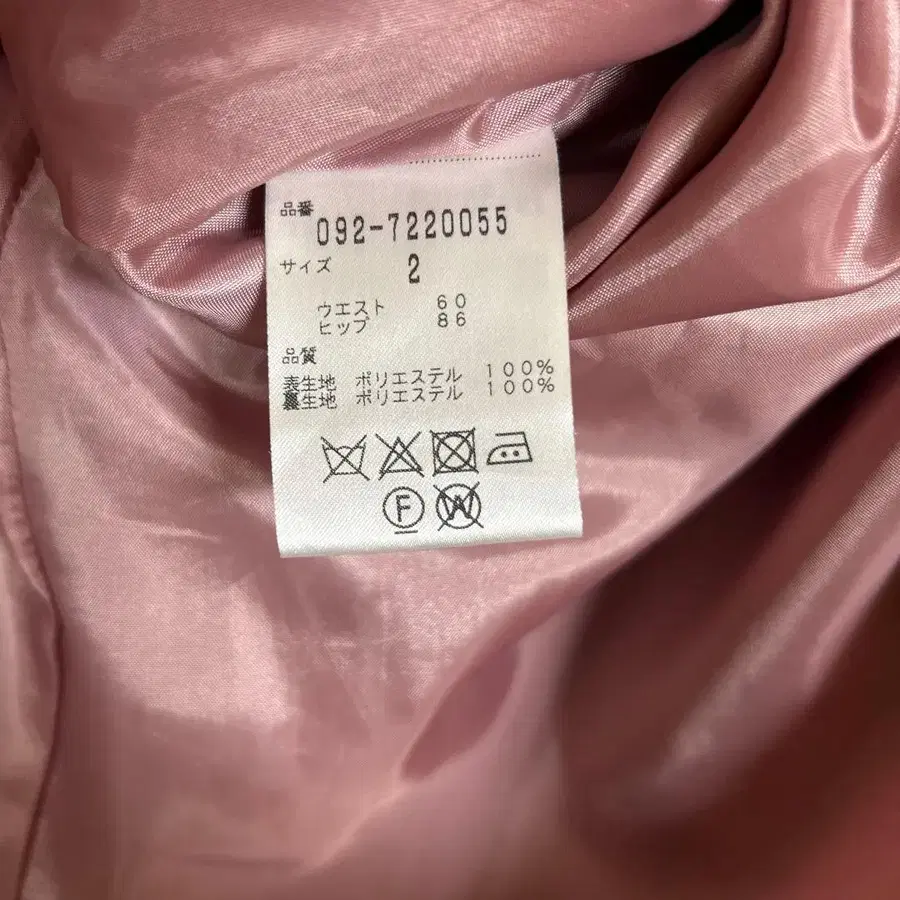 品番
092-7220055
サイズ 2
ウエスト 60
ヒップ 86
品質
表生地 ポリエステル 100%
裏生地 ポリエステル 100%
F W